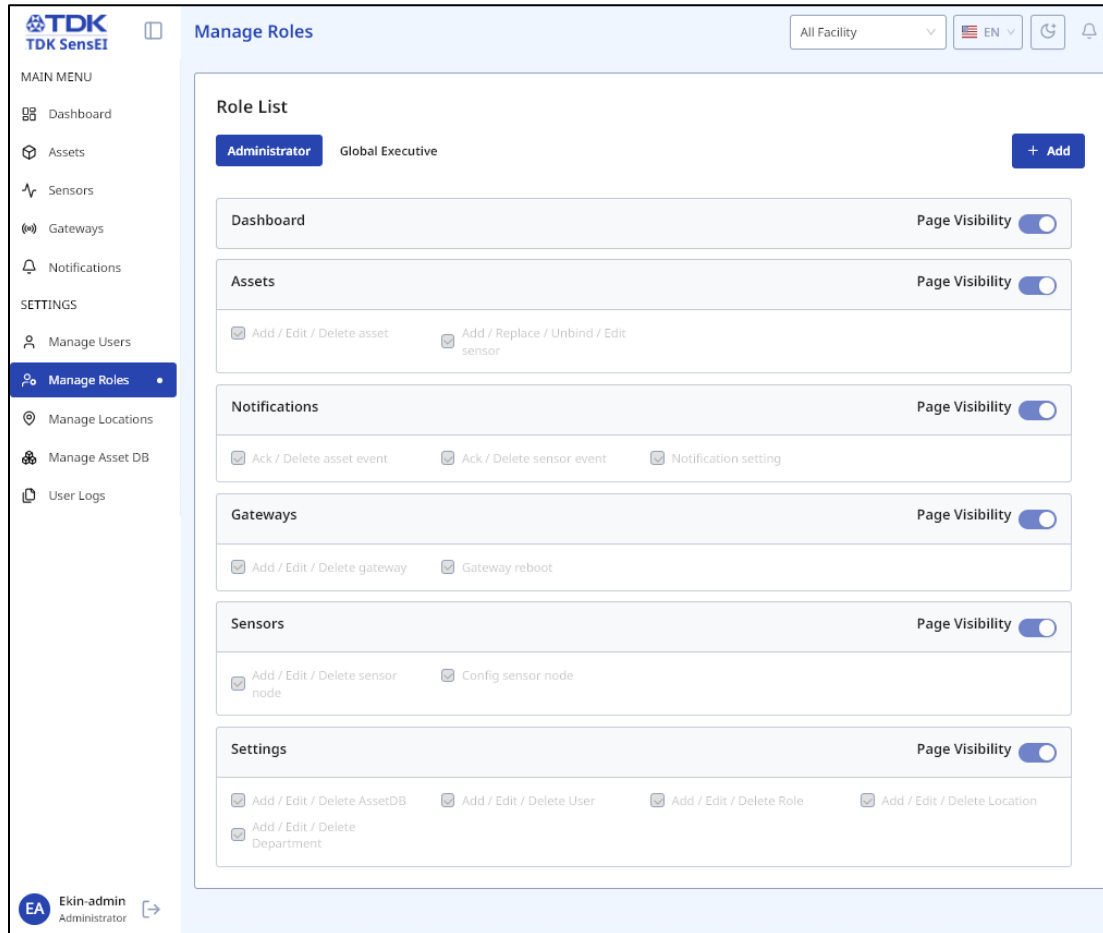 TDK
TDK SensEI
MAIN MENU
Dashboard
Assets
Sensors
Gateways
Notifications
SETTINGS
Manage Users
Manage Roles
Manage Locations
Manage Asset DB
User Logs
EA
Ekin-admin
Administrator
Manage Roles
All Facility
EN
Role List
Administrator Global Executive
+ Add
Dashboard Page Visibility
Assets Page Visibility
Add / Edit / Delete asset
Add / Replace / Unbind / Edit
sensor
Notifications Page Visibility
Ack / Delete asset event Ack / Delete sensor event Notification setting
Gateways Page Visibility
Add / Edit / Delete gateway Gateway reboot
Sensors Page Visibility
Add / Edit / Delete sensor
node
Config sensor node
Settings Page Visibility
Add / Edit / Delete AssetDB Add / Edit / Delete User Add / Edit / Delete Role Add / Edit / Delete Location
Add / Edit / Delete
Department